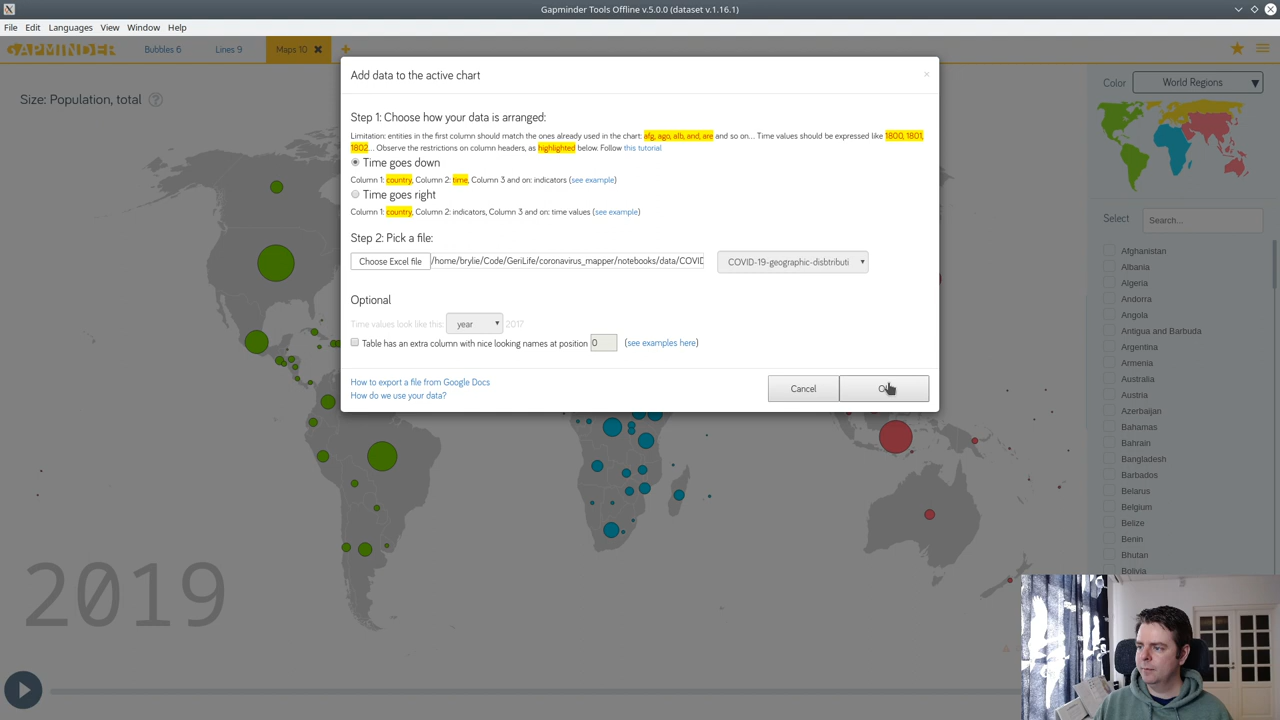 Gapminder Tools Offline v.5.0.0 (dataset v.1.16.1)
File Edit Languages View Window Help
GAPMINDER Bubbles 6 Lines 9 Maps 10
Size: Population, total
Color World Regions
Add data to the active chart
Step 1: Choose how your data is arranged:
Limitation: entities in the first column should match the ones already used in the chart: afg, ago, alb, and, are and so on... Time values should be expressed like 1800, 1801,
1802... Observe the restrictions on column headers, as highlighted below. Follow this tutorial
Time goes down
Column 1: country, Column 2: time, Column 3 and on: indicators (see example)
Time goes right
Column 1: country, Column 2: indicators, Column 3 and on: time values (see example)
Step 2: Pick a file:
Choose Excel file /home/brylie/Code/GeriLife/coronavirus_mapper/notebooks/data/COVID
COVID-19-geographic-disbtributi
Optional
Time values look like this: year 2017
Table has an extra column with nice looking names at position 0 (see examples here)
How to export a file from Google Docs
How do we use your data?
Cancel
Select Search...
Afghanistan
Albania
Algeria
Andorra
Angola
Antigua and Barbuda
Argentina
Armenia
Australia
Austria
Azerbaijan
Bahamas
Bahrain
Bangladesh
Barbados
Belarus
Belgium
Belize
Benin
Bhutan
Bolivia
2019